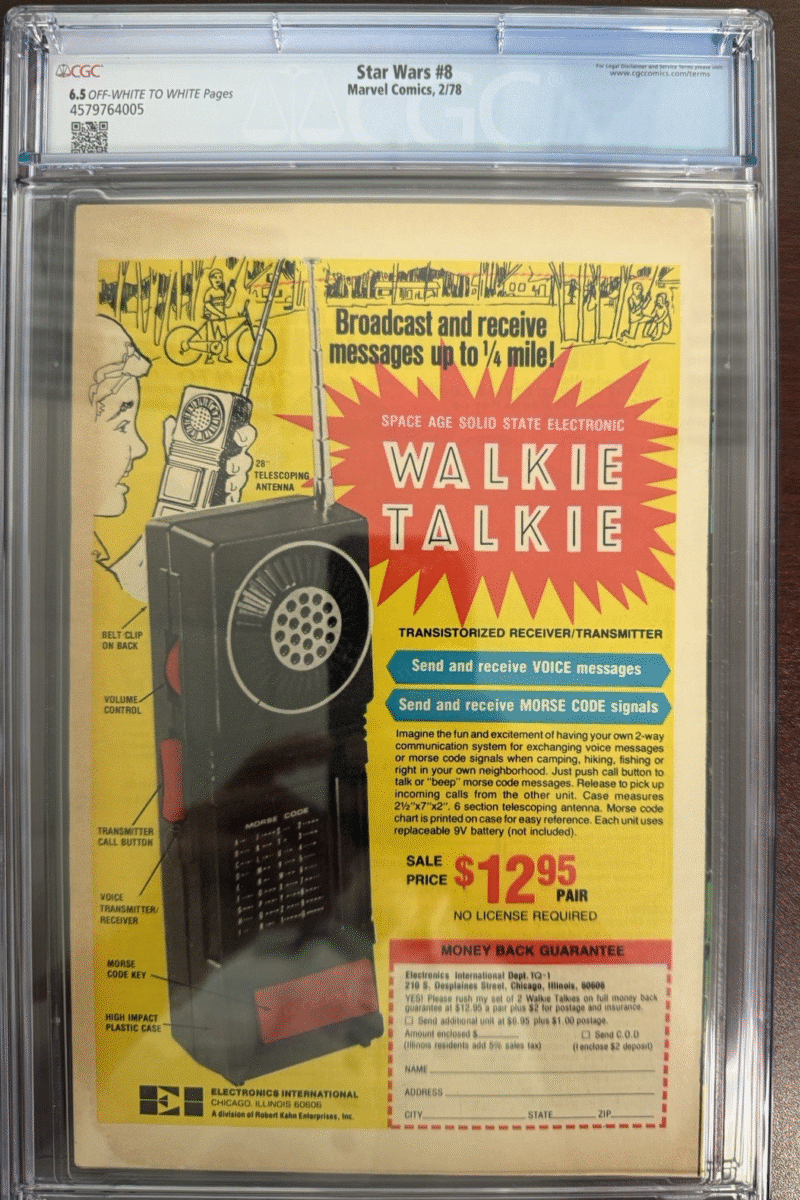 CGC
Star Wars #8
For Legal Disclaimer and Service Terms please visit
www.cgccomics.com/terms
6.5 OFF-WHITE TO WHITE Pages
Marvel Comics, 2/78
4579764005
Broadcast and receive
messages up to 1/4 mile!
SPACE AGE SOLID STATE ELECTRONIC
WALKIE
TALKIE
28"
TELESCOPING
ANTENNA
BELT CLIP
ON BACK
VOLUME
CONTROL
TRANSMITTER
CALL BUTTON
VOICE
TRANSMITTER/
RECEIVER
MORSE
CODE KEY
HIGH IMPACT
PLASTIC CASE
MORSE CODE
TRANSISTORIZED RECEIVER/TRANSMITTER
Send and receive VOICE messages
Send and receive MORSE CODE signals
Imagine the fun and excitement of having your own 2-way
communication system for exchanging voice messages
or morse code signals when camping, hiking, fishing or
right in your own neighborhood. Just push call button to
talk or "beep" morse code messages. Release to pick up
incoming calls from the other unit. Case measures
2½"x7"x2". 6 section telescoping antenna. Morse code
chart is printed on case for easy reference. Each unit uses
replaceable 9V battery (not included).
SALE
PRICE $1295
PAIR
NO LICENSE REQUIRED
MONEY BACK GUARANTEE
Electronics International Dept. TQ-1
210 S. Desplaines Street, Chicago, Illinois, 60606
YES! Please rush my set of 2 Walkie Talkies on full money back
guarantee at $12.95 a pair plus $2 for postage and insurance.
☐ Send additional unit at $6.95 plus $1.00 postage.
Amount enclosed $ ☐ Send C.O.D
(Illinois residents add 5% sales tax) (I enclose $2 deposit)
NAME
ADDRESS
CITY STATE ZIP
EI ELECTRONICS INTERNATIONAL
CHICAGO, ILLINOIS 60606
A division of Robert Kahn Enterprises, Inc.